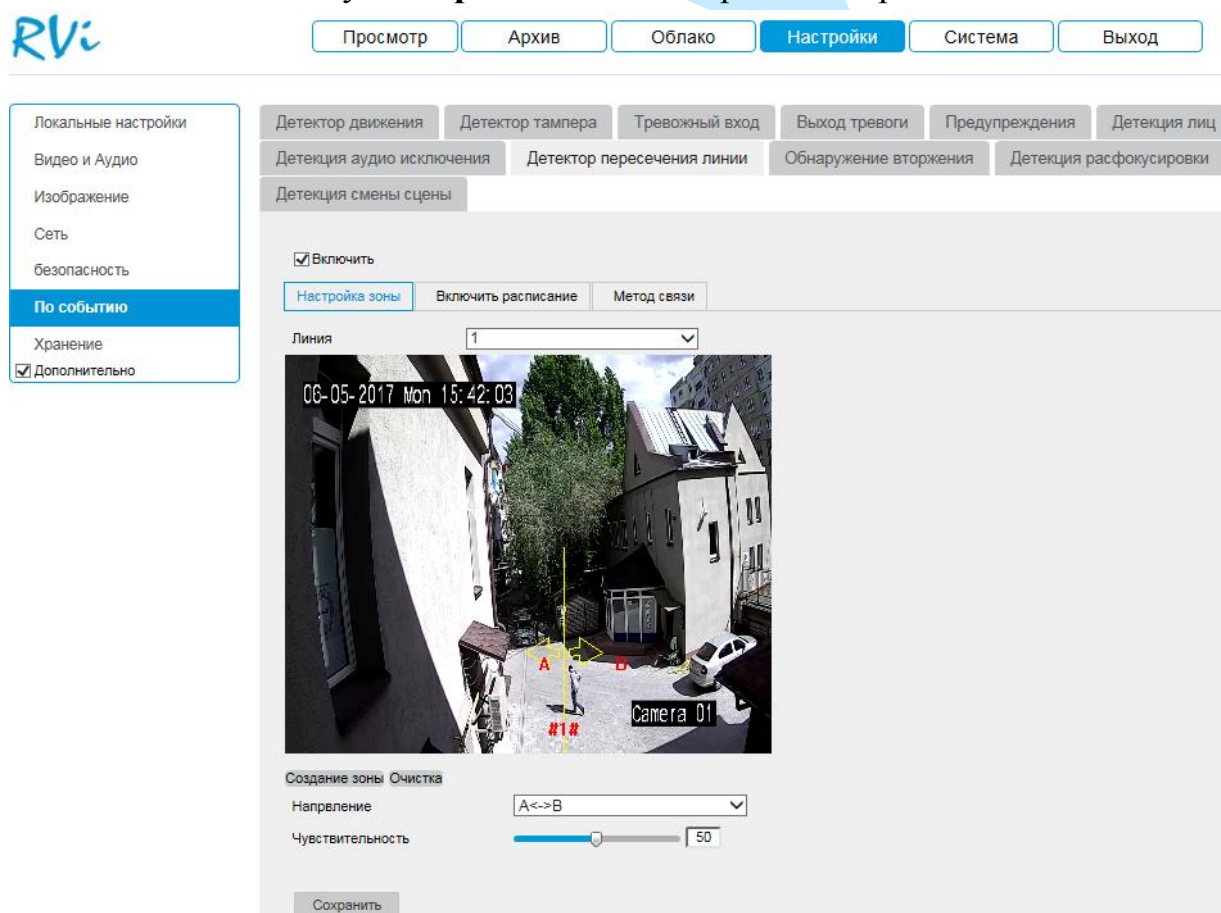 RVi
Просмотр Архив Облако Настройки Система Выход
Локальные настройки
Видео и Аудио
Изображение
Сеть
безопасность
По событию
Хранение
Дополнительно
Детектор движения Детектор тампера Тревожный вход Выход тревоги Предупреждения Детекция лиц
Детекция аудио исключения Детектор пересечения линии Обнаружение вторжения Детекция расфокусировки
Детекция смены сцены
Включить
Настройка зоны Включить расписание Метод связи
Линия 1
06-05-2017 Mon 15:42:03
A B
#1#
Camera 01
Создание зоны Очистка
Напрвление A<->B
Чувствительность 50
Сохранить